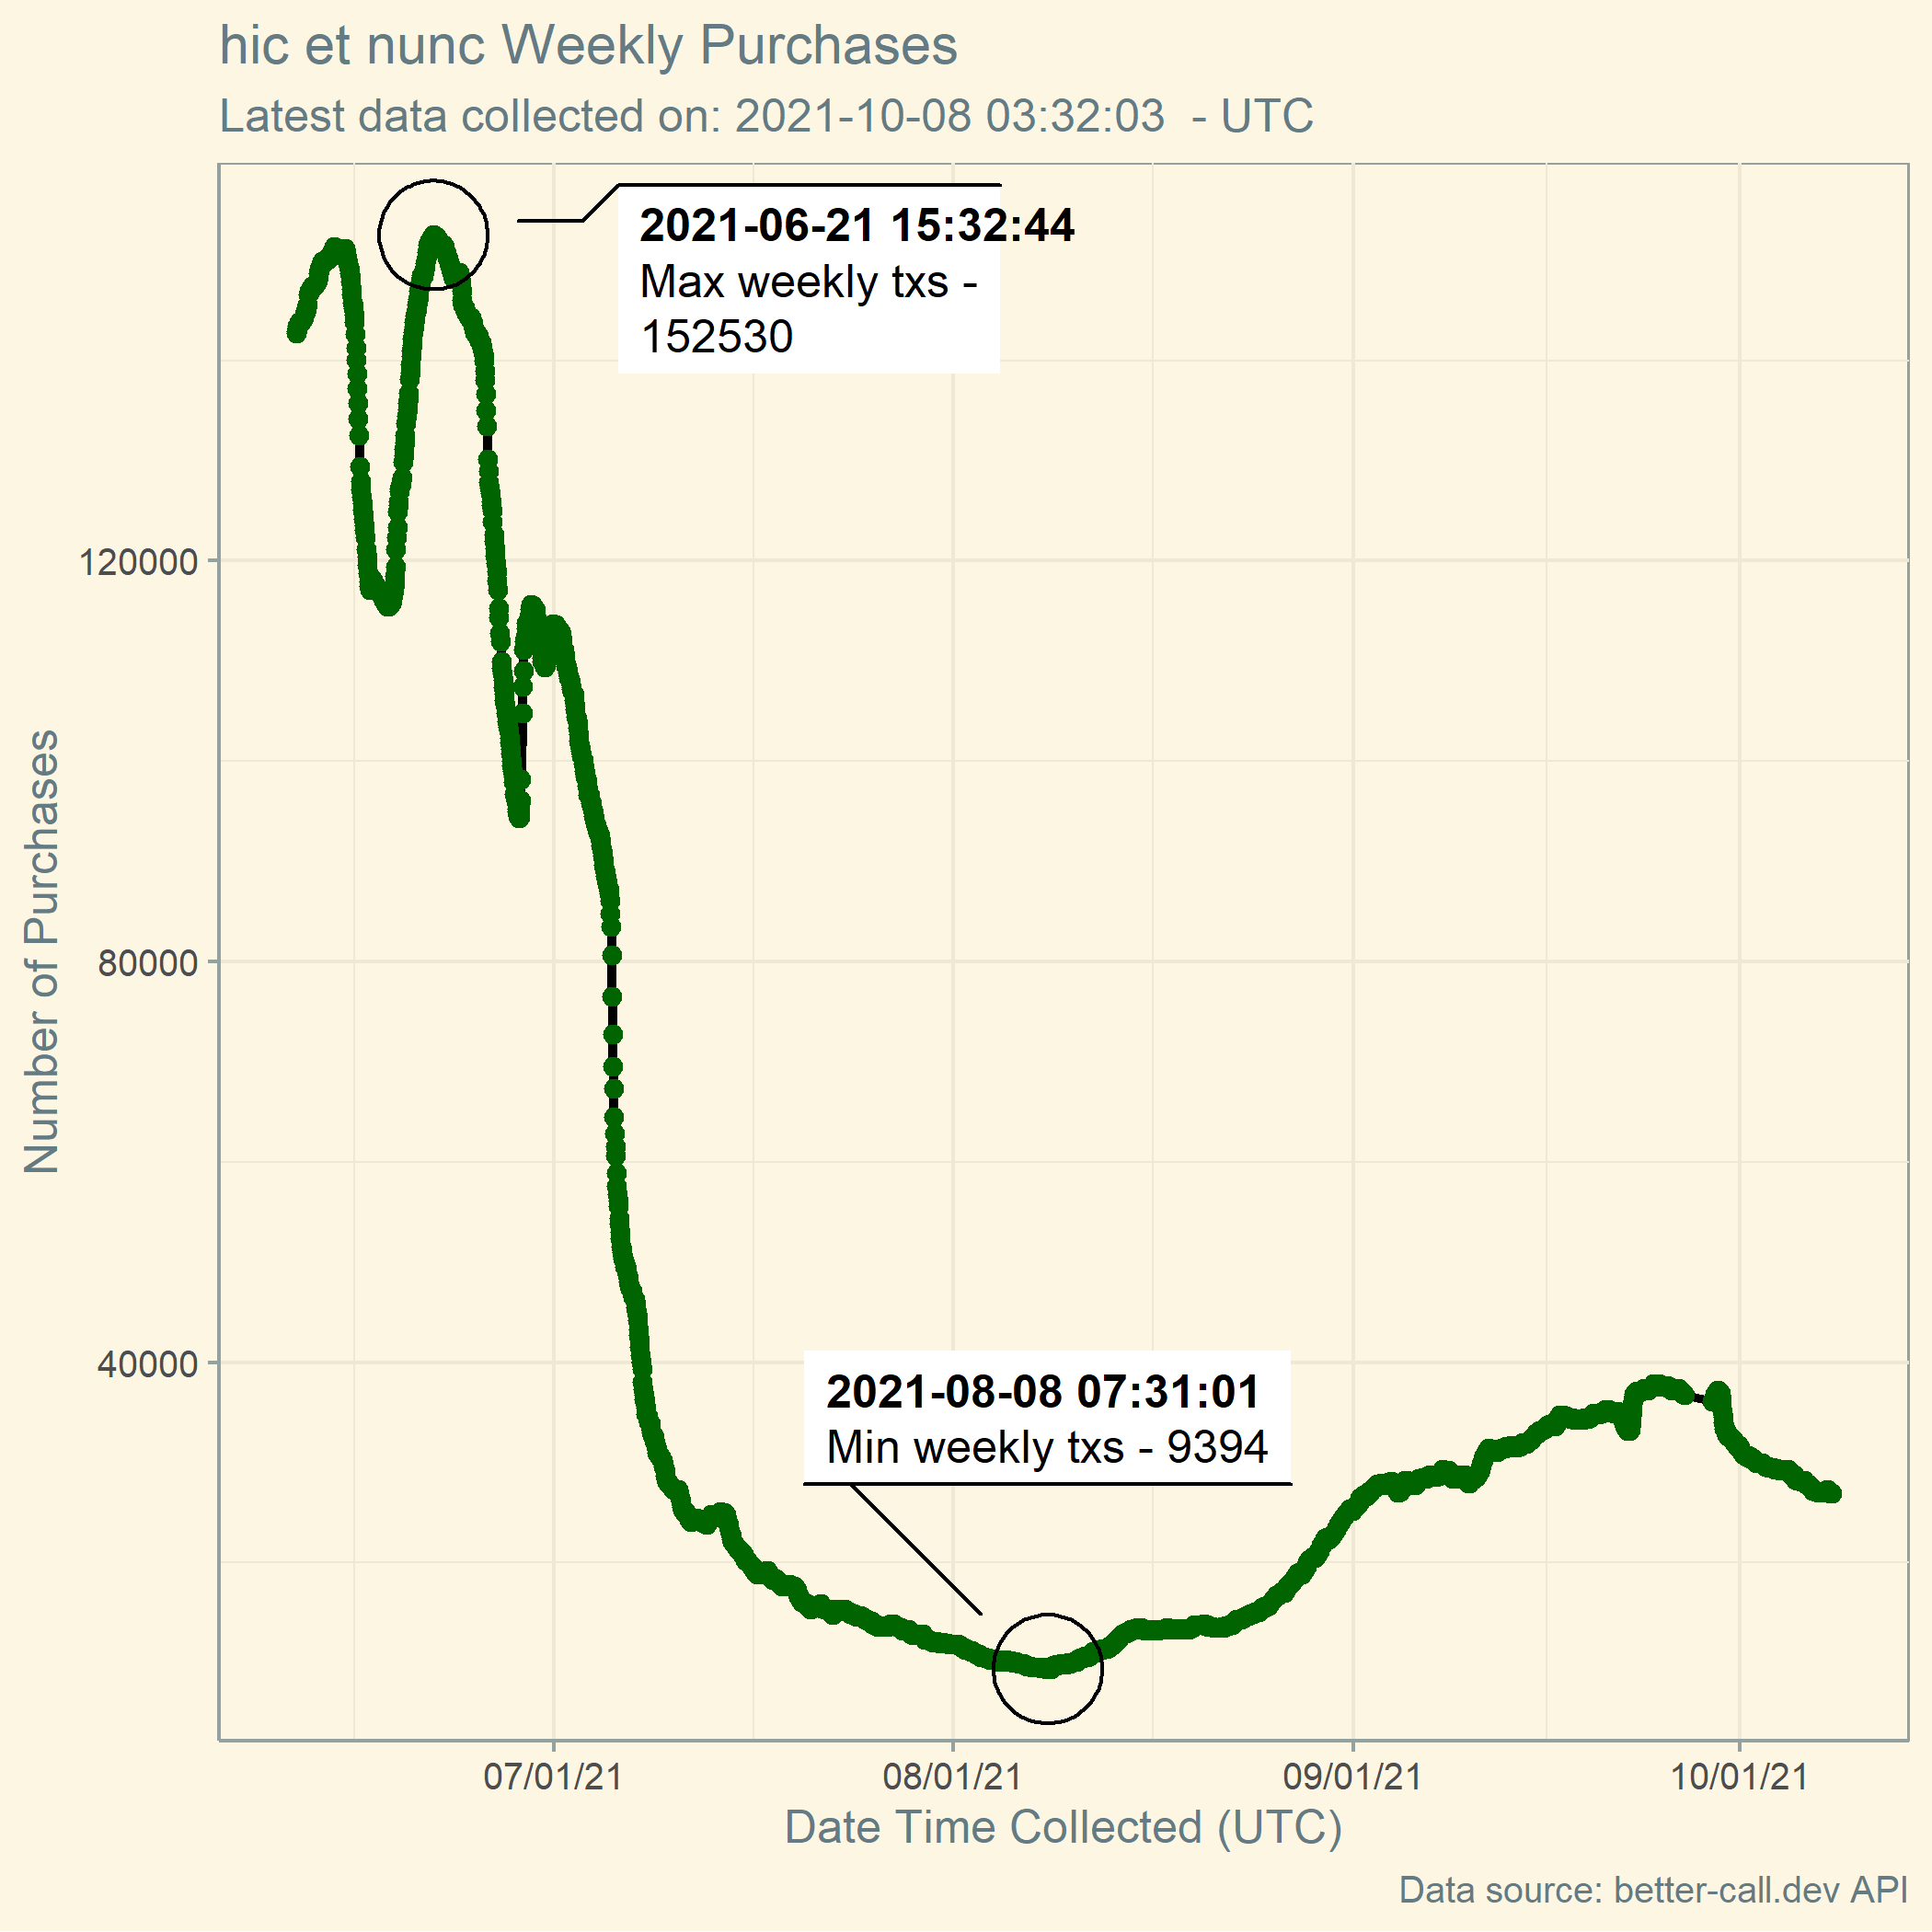 hic et nunc Weekly Purchases
Latest data collected on: 2021-10-08 03:32:03  - UTC
2021-06-21 15:32:44
Max weekly txs -
152530
120000
80000
40000
Number of Purchases
2021-08-08 07:31:01
Min weekly txs - 9394
07/01/21 08/01/21 09/01/21 10/01/21
Date Time Collected (UTC)
Data source: better-call.dev API